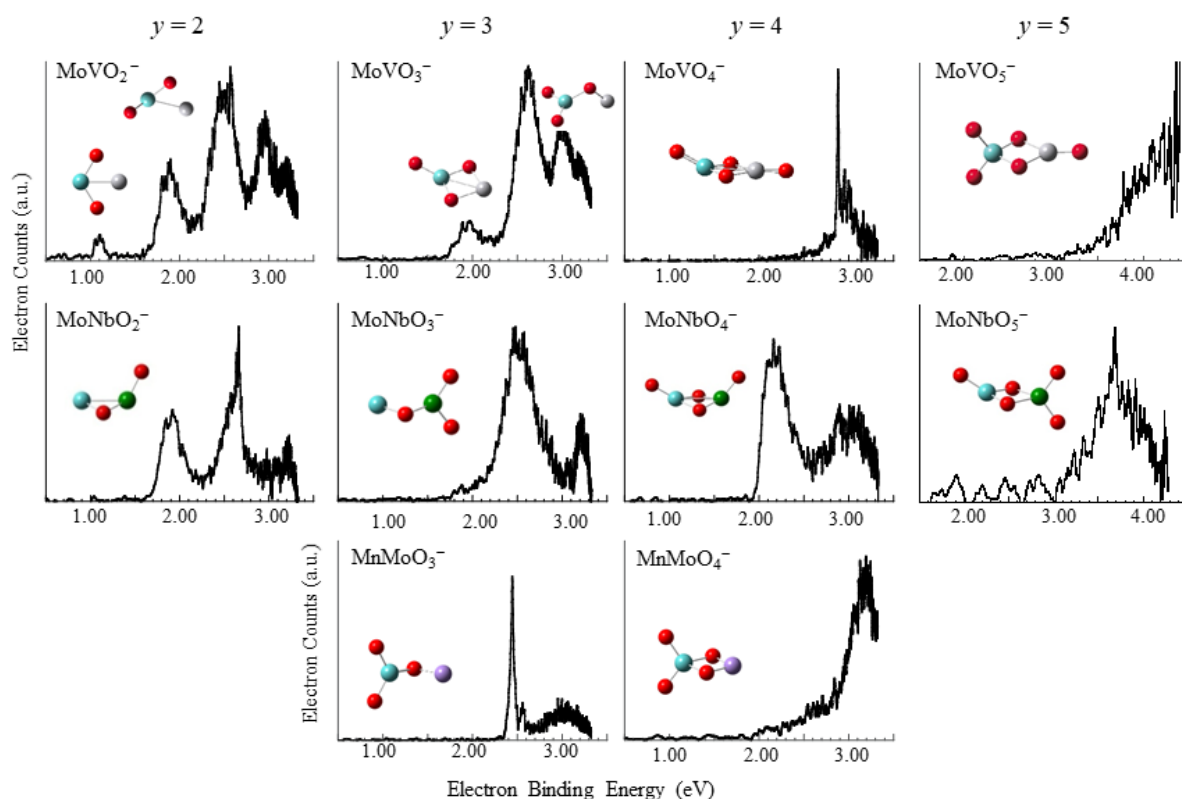 y = 2 y = 3 y = 4 y = 5
MoVO2− MoVO3− MoVO4− MoVO5−
1.00 2.00 3.00 1.00 2.00 3.00 1.00 2.00 3.00 2.00 3.00 4.00
Electron Counts (a.u.)
MoNbO2− MoNbO3− MoNbO4− MoNbO5−
1.00 2.00 3.00 1.00 2.00 3.00 1.00 2.00 3.00 2.00 3.00 4.00
Electron Counts (a.u.)
MnMoO3− MnMoO4−
1.00 2.00 3.00 1.00 2.00 3.00
Electron Binding Energy (eV)